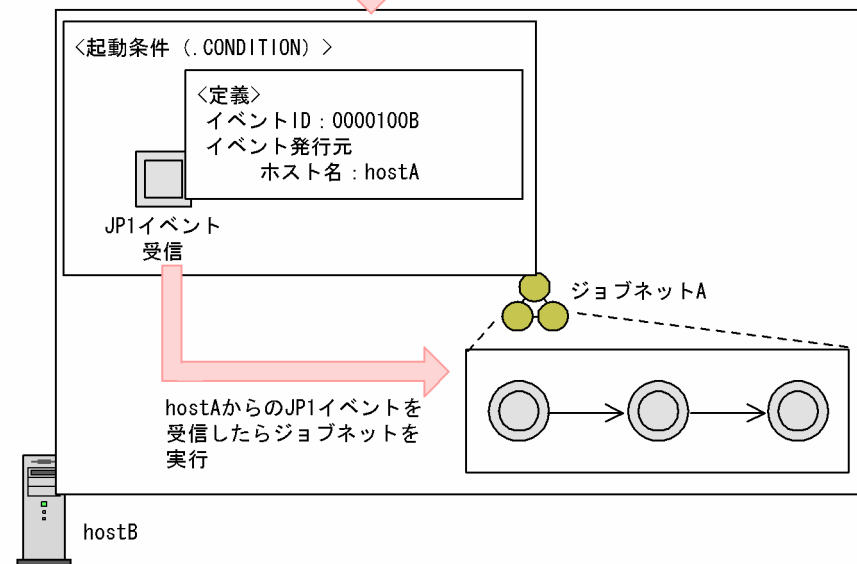 <起動条件（.CONDITION）>
<定義>
イベントID：0000100B
イベント発行元
ホスト名：hostA
JP1イベント
受信
ジョブネットA
hostAからのJP1イベントを
受信したらジョブネットを
実行
hostB